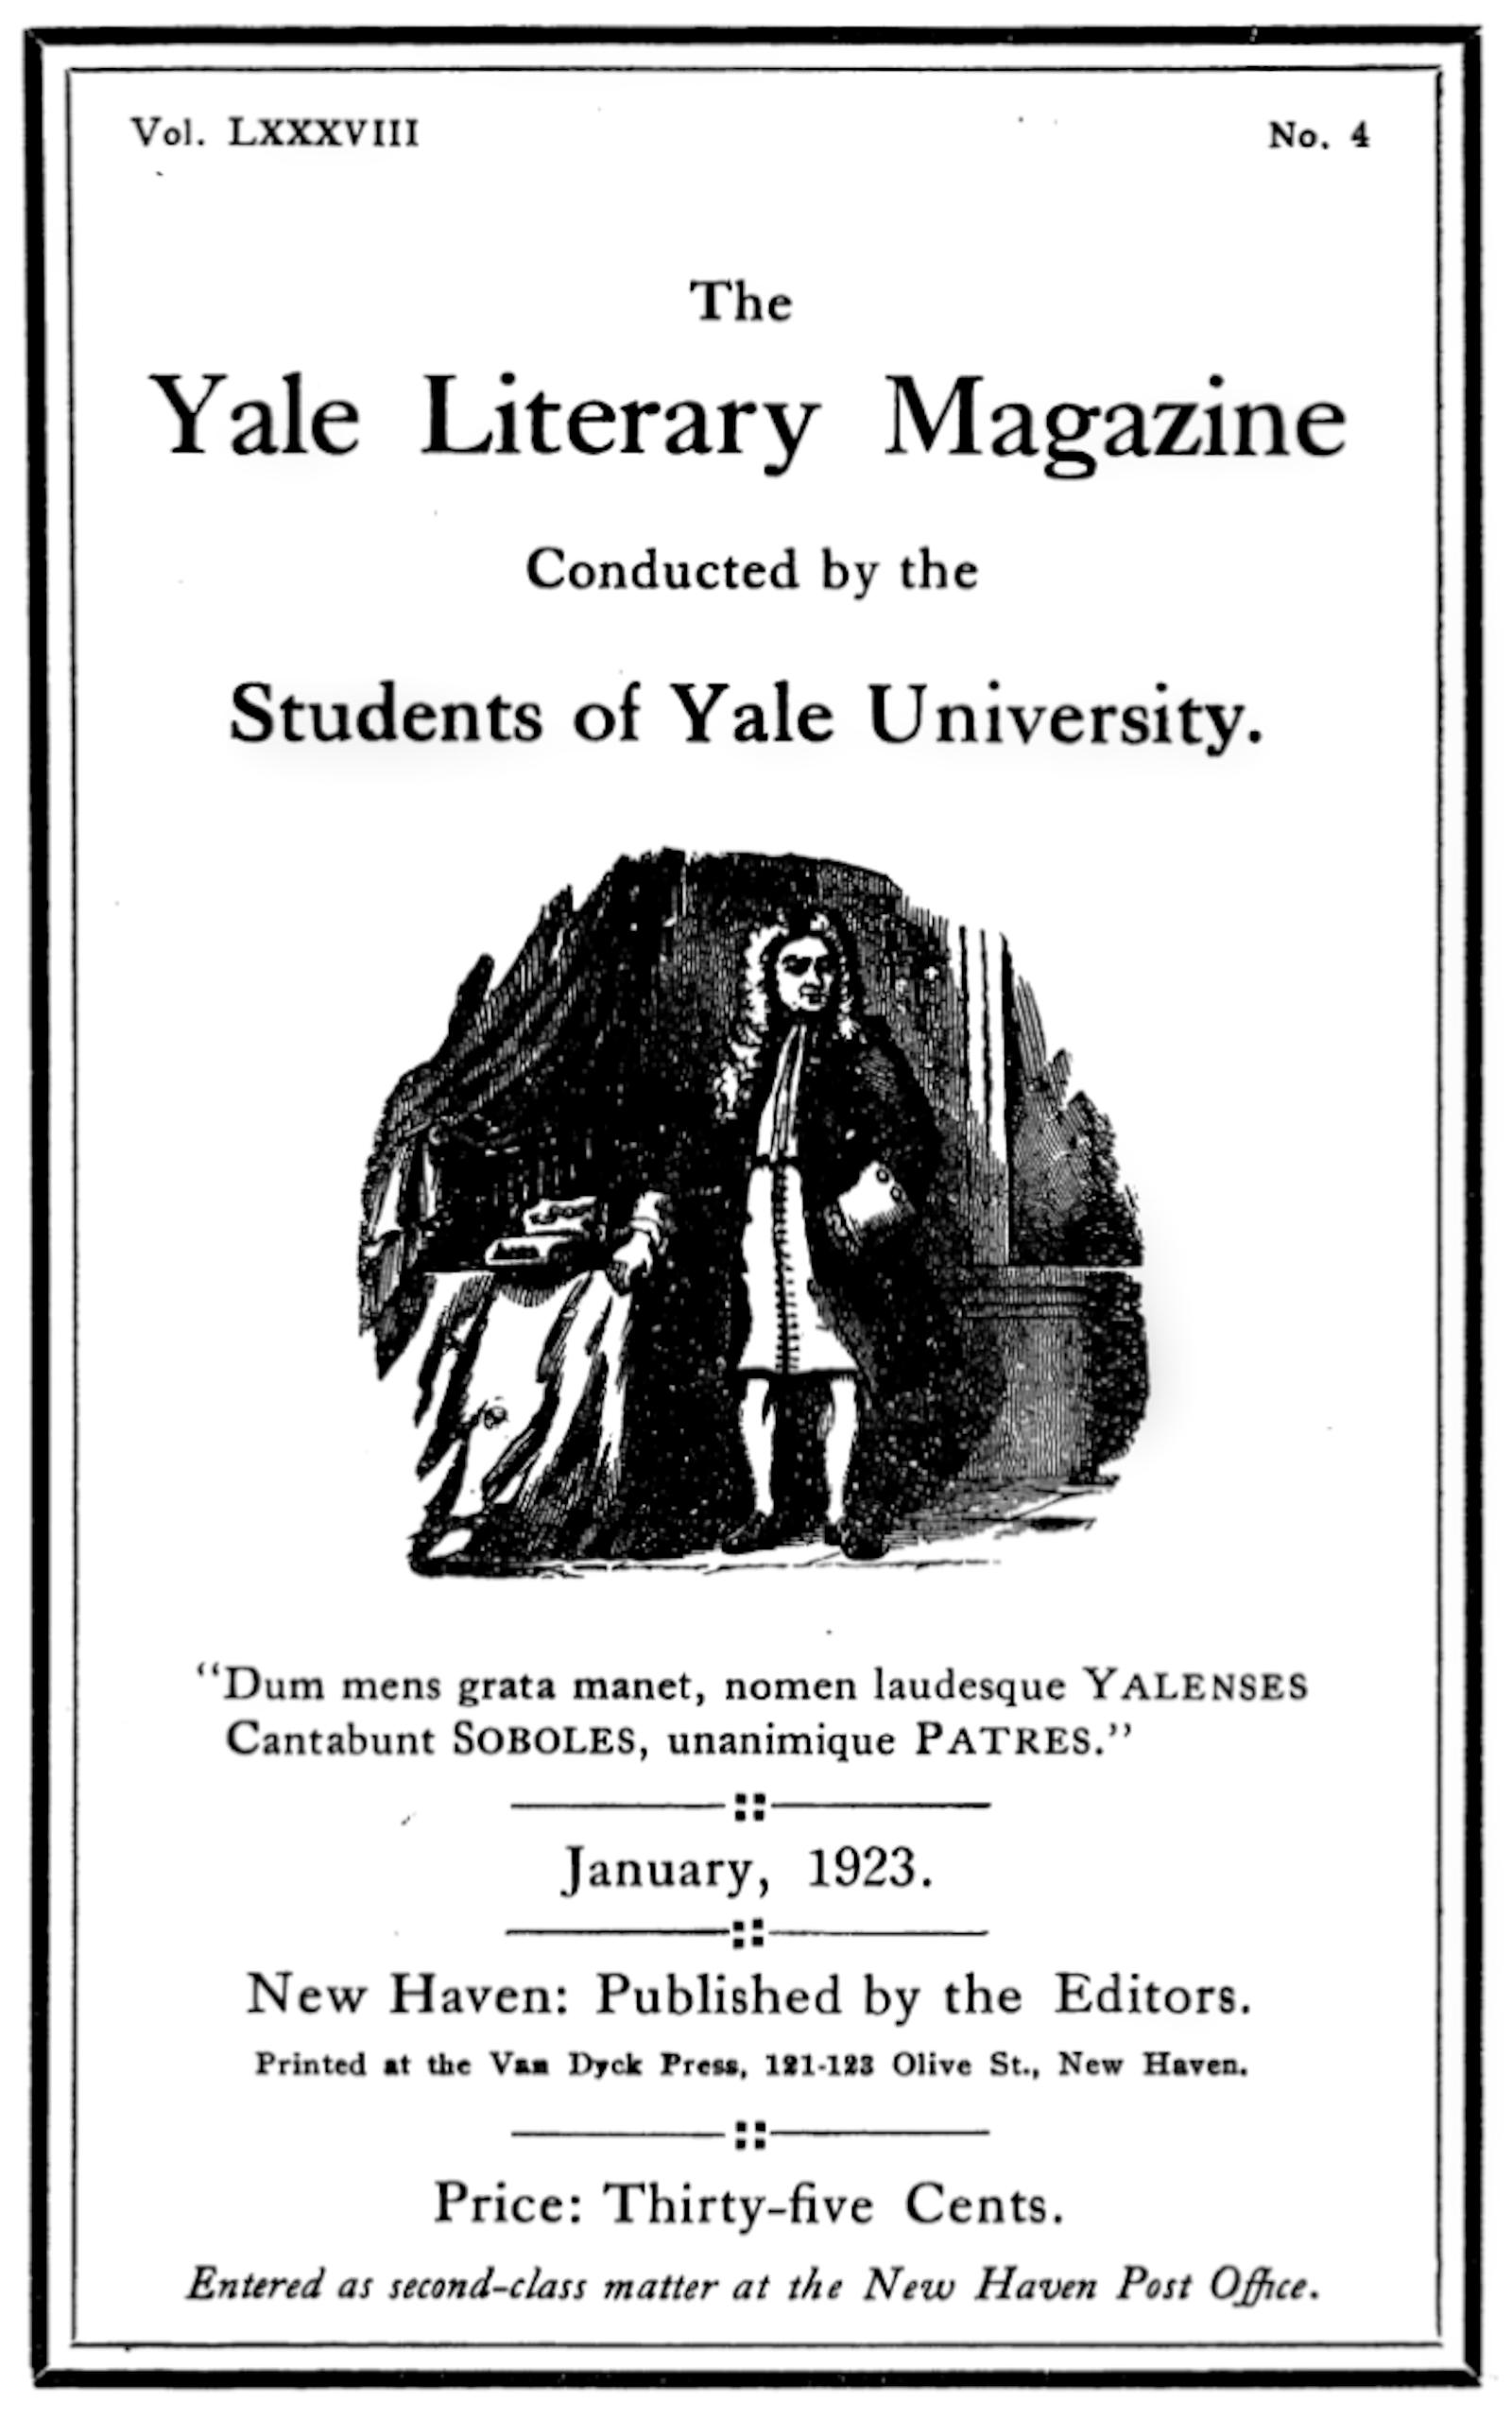 Vol. LXXXVIII No. 4
The
Yale Literary Magazine
Conducted by the
Students of Yale University.
“Dum mens grata manet, nomen laudesque YALENSES
Cantabunt SOBOLES, unanimique PATRES.”
January, 1923.
New Haven: Published by the Editors.
Printed at the Van Dyck Press, 121-123 Olive St., New Haven.
Price: Thirty-five Cents.
Entered as second-class matter at the New Haven Post Office.